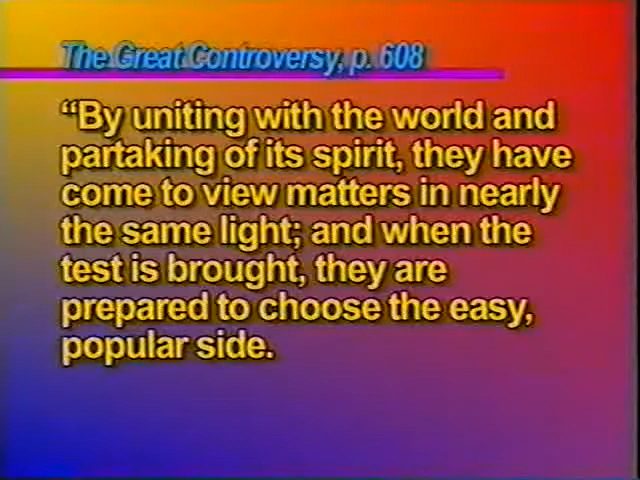 The Great Controversy, p. 608
“By uniting with the world and
partaking of its spirit, they have
come to view matters in nearly
the same light; and when the
test is brought, they are
prepared to choose the easy,
popular side.